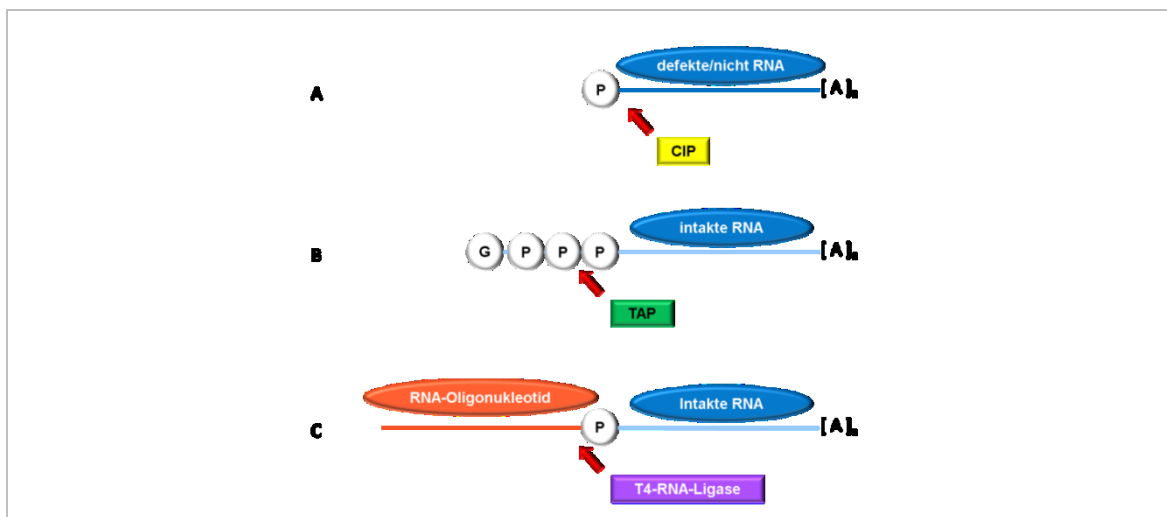 defekte/nicht RNA
A P [A]n
CIP
intakte RNA
B G P P P [A]n
TAP
RNA-Oligonukleotid Intakte RNA
C P [A]n
T4-RNA-Ligase